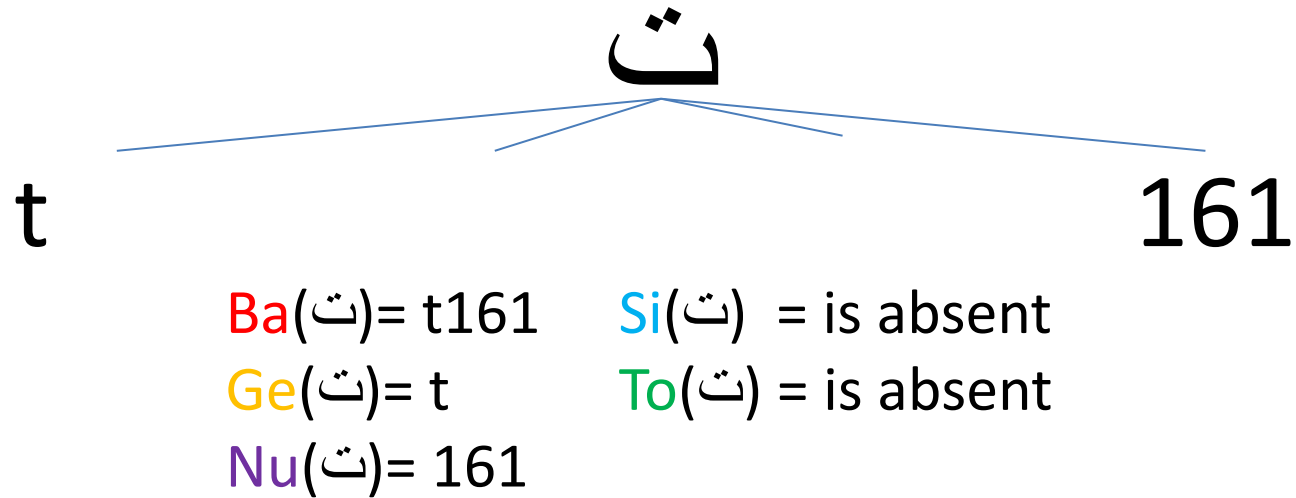 ت
t 161
Ba(ت)= t161 Si(ت) = is absent
Ge(ت)= t To(ت) = is absent
Nu(ت)= 161